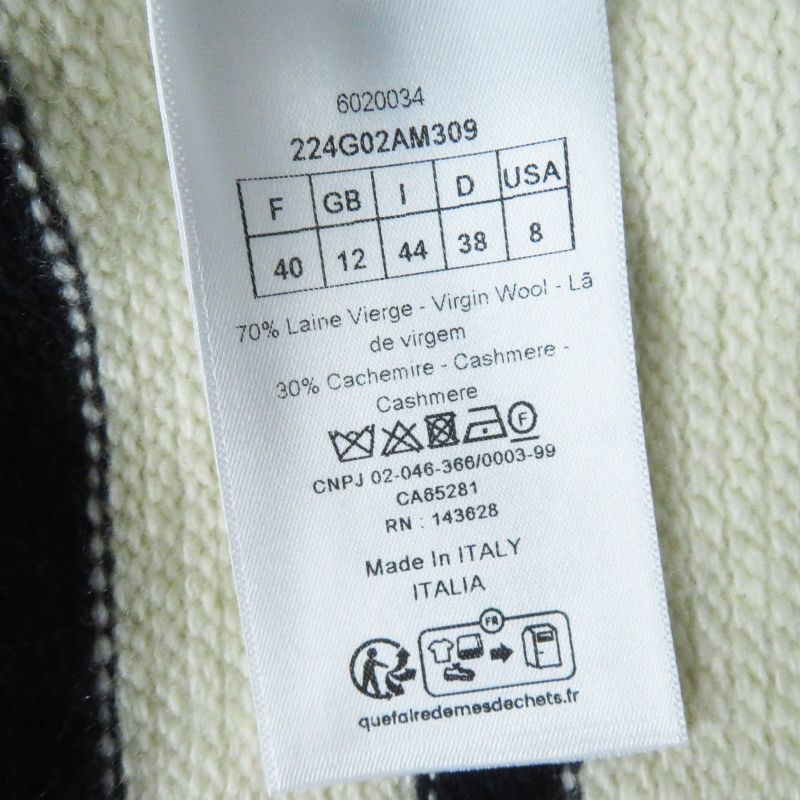 6020034
224G02AM309
F GB I D USA
40 12 44 38 8
70% Laine Vierge - Virgin Wool - Lã
de virgem
30% Cachemire - Cashmere -
Cashmere
F
CNPJ 02-046-366/0003-99
CA65281
RN : 143628
Made In ITALY
ITALIA
FR
quefairedemesdechets.fr